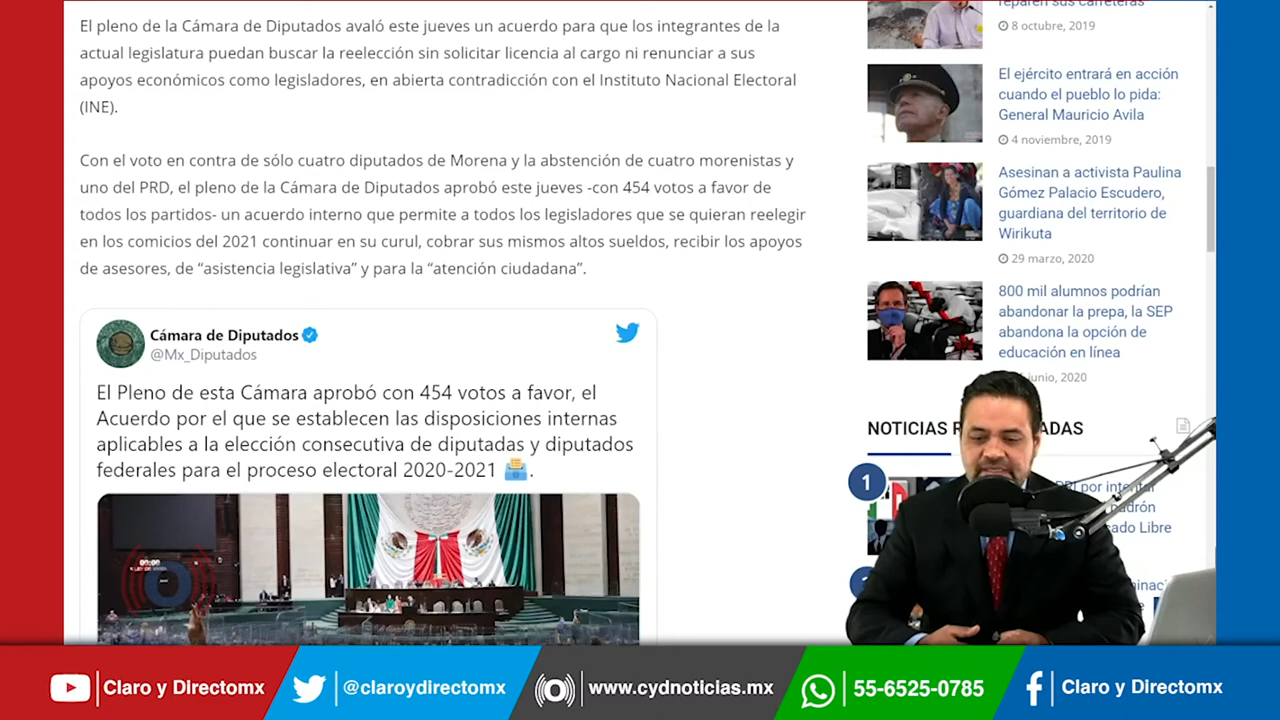 El pleno de la Cámara de Diputados avaló este jueves un acuerdo para que los integrantes de la
actual legislatura puedan buscar la reelección sin solicitar licencia al cargo ni renunciar a sus
apoyos económicos como legisladores, en abierta contradicción con el Instituto Nacional Electoral
(INE).
Con el voto en contra de sólo cuatro diputados de Morena y la abstención de cuatro morenistas y
uno del PRD, el pleno de la Cámara de Diputados aprobó este jueves -con 454 votos a favor de
todos los partidos- un acuerdo interno que permite a todos los legisladores que se quieran reelegir
en los comicios del 2021 continuar en su curul, cobrar sus mismos altos sueldos, recibir los apoyos
de asesores, de “asistencia legislativa” y para la “atención ciudadana”.
Cámara de Diputados
@Mx_Diputados
El Pleno de esta Cámara aprobó con 454 votos a favor, el
Acuerdo por el que se establecen las disposiciones internas
aplicables a la elección consecutiva de diputadas y diputados
federales para el proceso electoral 2020-2021 🗳️.
reparen sus carreteras
8 octubre, 2019
El ejército entrará en acción
cuando el pueblo lo pida:
General Mauricio Avila
4 noviembre, 2019
Asesinan a activista Paulina
Gómez Palacio Escudero,
guardiana del territorio de
Wirikuta
29 marzo, 2020
800 mil alumnos podrían
abandonar la prepa, la SEP
abandona la opción de
educación en línea
junio, 2020
NOTICIAS
1
PRI por intentar
padrón
Libre
Claro y Directomx
@claroydirectomx
www.cydnoticias.mx
55-6525-0785
Claro y Directomx